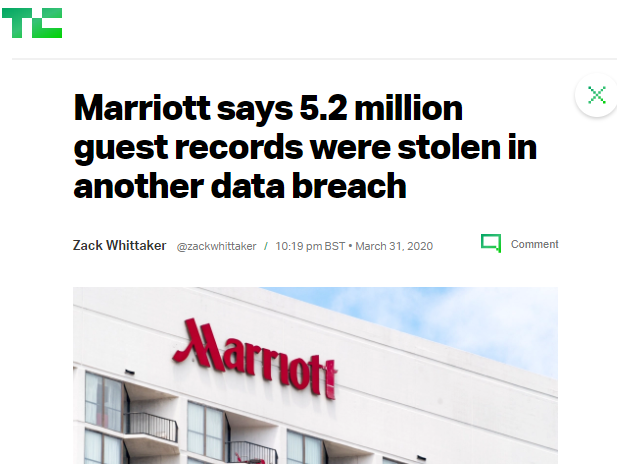 TC
Marriott says 5.2 million
guest records were stolen in
another data breach
Zack Whittaker @zackwhittaker / 10:19 pm BST • March 31, 2020
Comment
Marriott